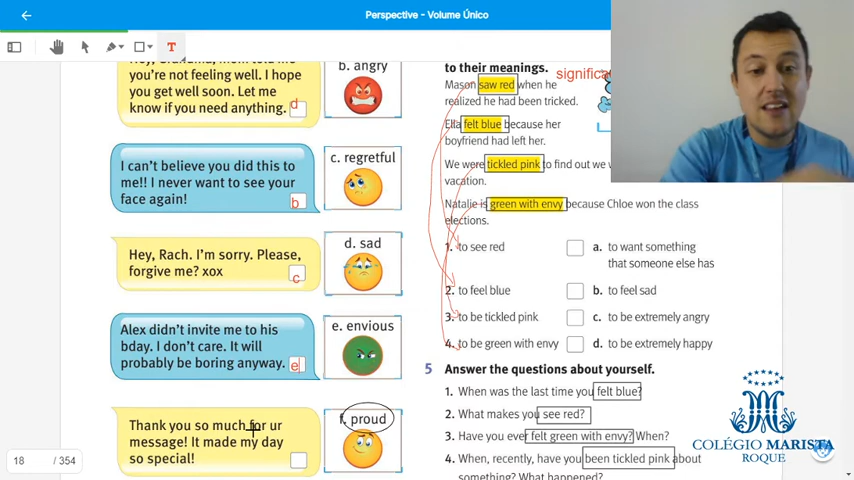 Perspective - Volume Único
T
Hey, Grandma, mom told me
you're not feeling well. I hope
you get well soon. Let me
know if you need anything.
d
b. angry
I can't believe you did this to
me!! I never want to see your
face again!
b
c. regretful
Hey, Rach. I'm sorry. Please,
forgive me? xox
c
d. sad
Alex didn't invite me to his
bday. I don't care. It will
probably be boring anyway.
e
e. envious
Thank you so much for ur
message! It made my day
so special!
f. proud
18 / 354
to their meanings.
Mason saw red when he
realized he had been tricked.
Ella felt blue because her
boyfriend had left her.
We were tickled pink to find out we
vacation.
Natalie is green with envy because Chloe won the class
elections.
1. to see red
a. to want something
that someone else has
2. to feel blue
b. to feel sad
3. to be tickled pink
c. to be extremely angry
4. to be green with envy
d. to be extremely happy
5 Answer the questions about yourself.
1. When was the last time you felt blue?
2. What makes you see red?
3. Have you ever felt green with envy? When?
4. When, recently, have you been tickled pink about
something? What happened?
COLÉGIO MARISTA
ROQUE